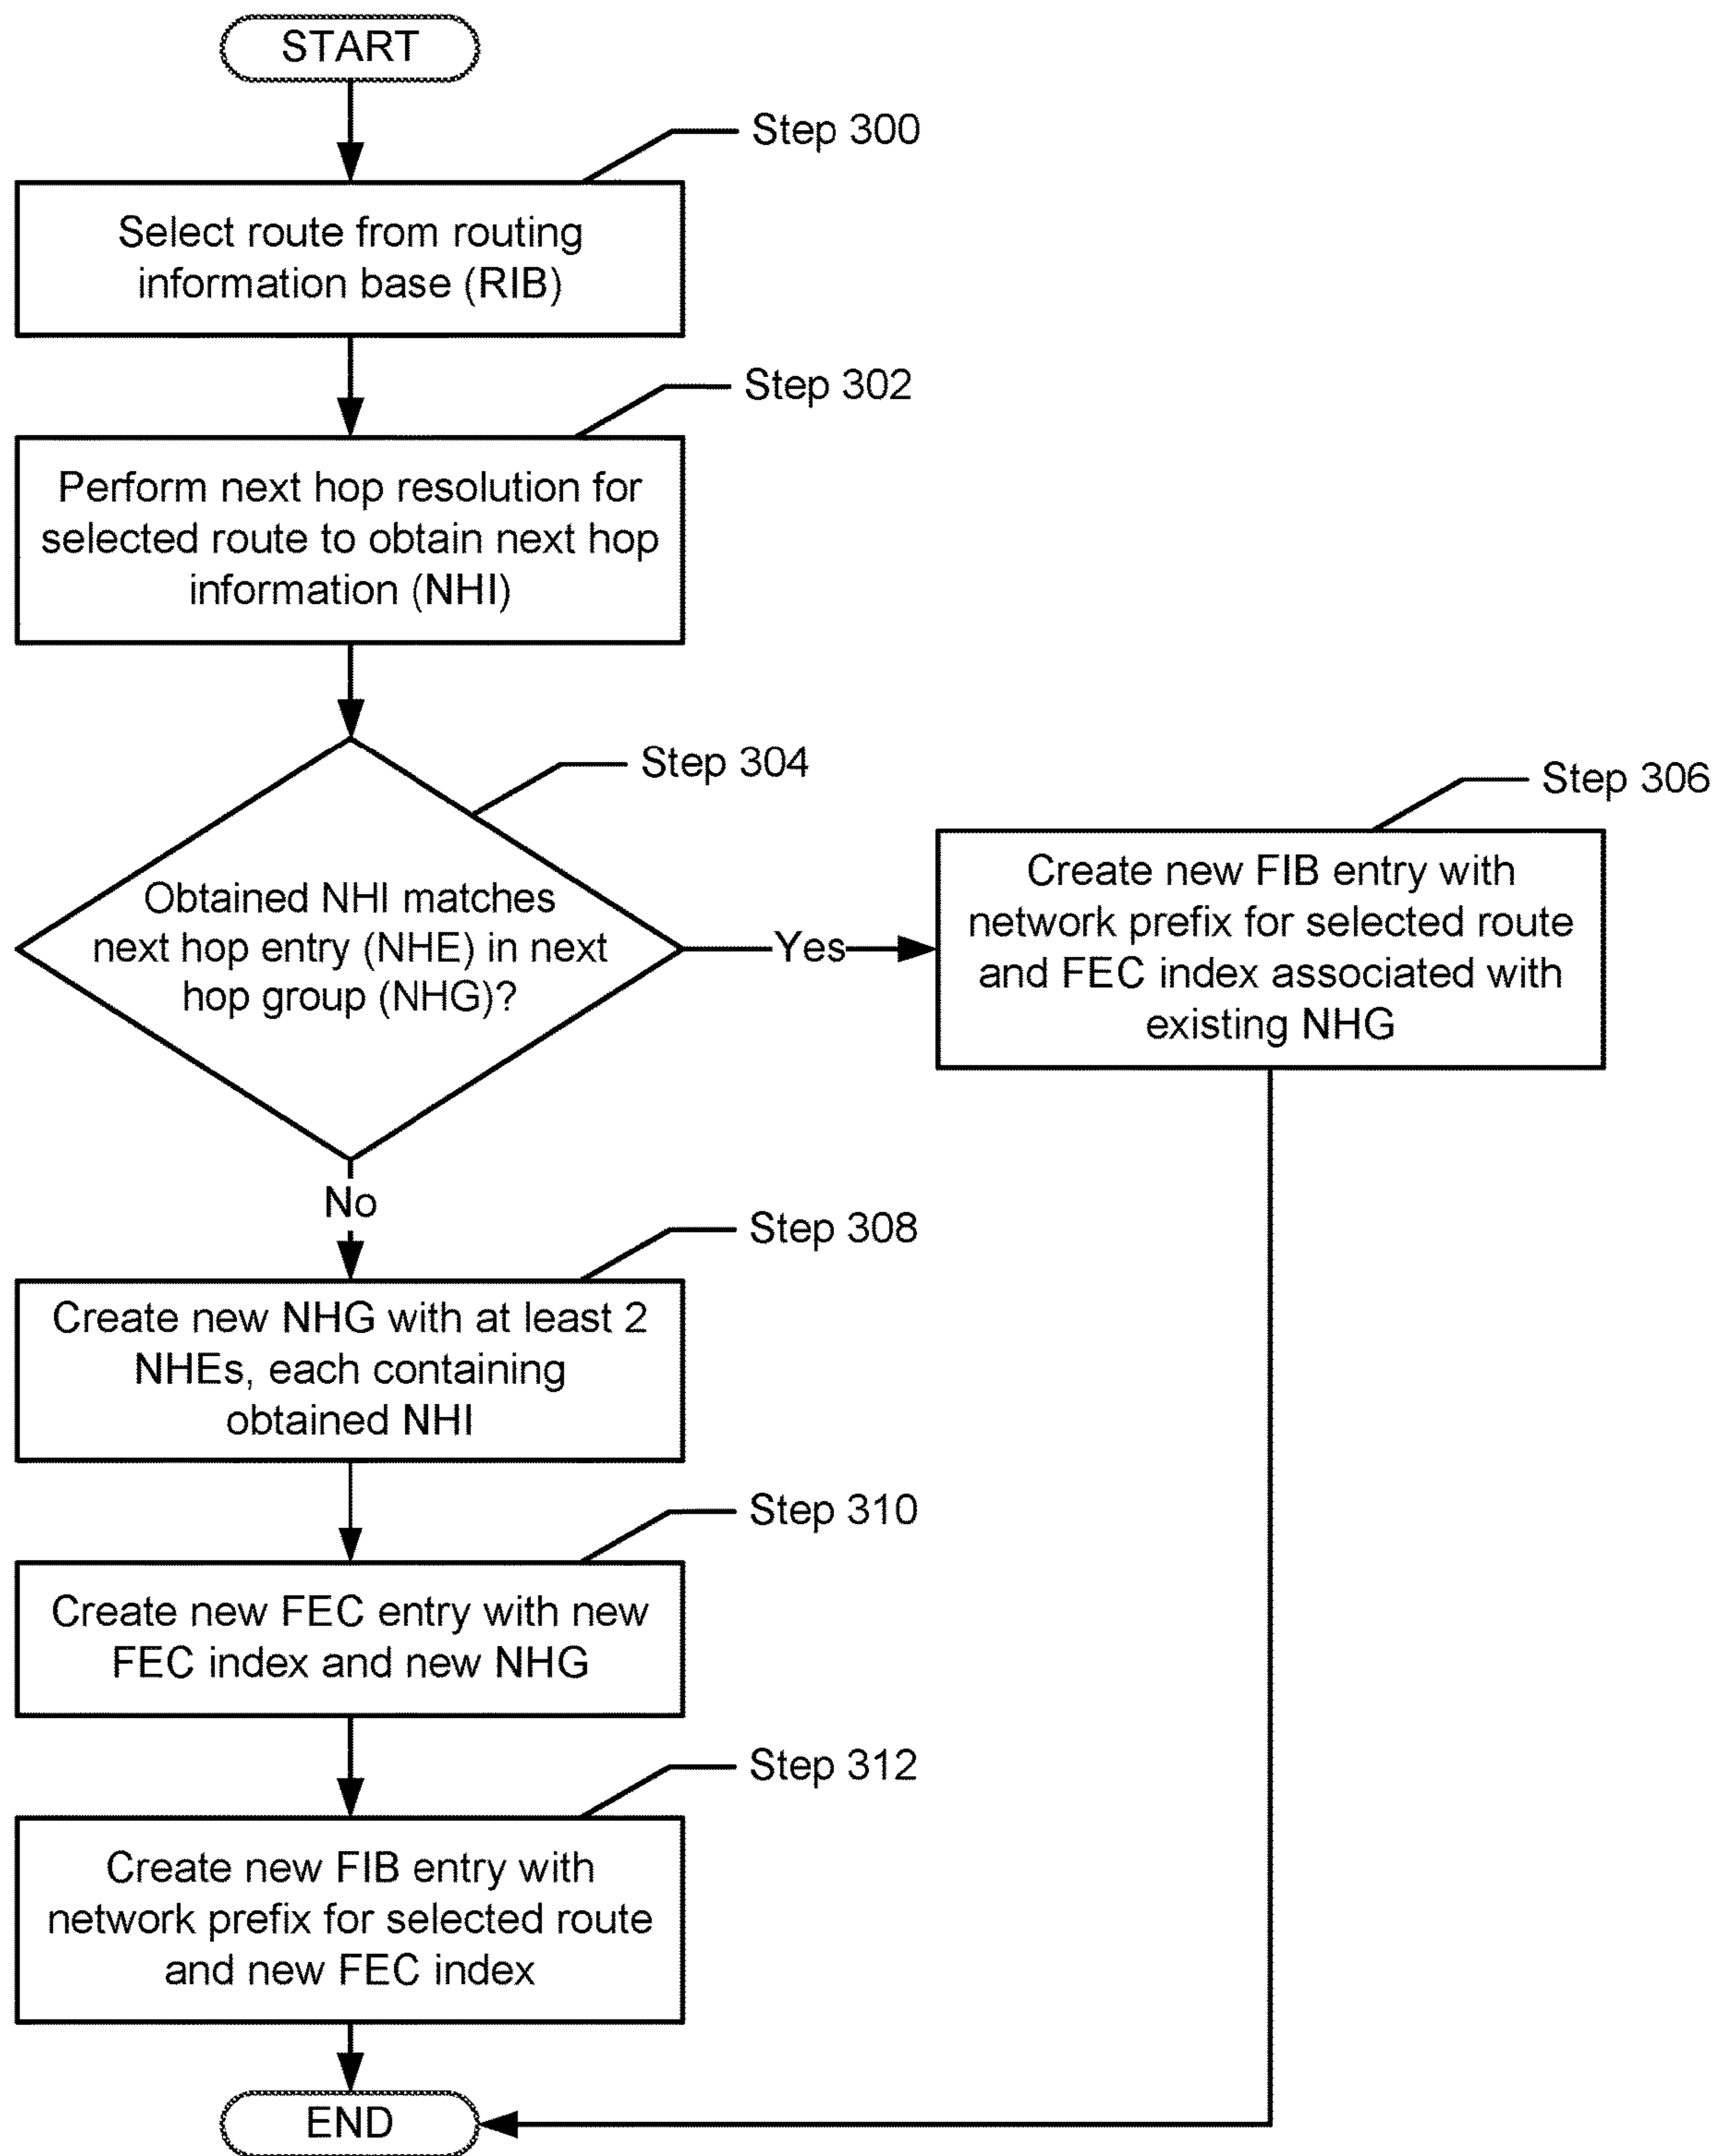 START
Step 300
Select route from routing
information base (RIB)
Step 302
Perform next hop resolution for
selected route to obtain next hop
information (NHI)
Step 304
Obtained NHI matches
next hop entry (NHE) in next
hop group (NHG)?
Yes
Step 306
Create new FIB entry with
network prefix for selected route
and FEC index associated with
existing NHG
No
Step 308
Create new NHG with at least 2
NHEs, each containing
obtained NHI
Step 310
Create new FEC entry with new
FEC index and new NHG
Step 312
Create new FIB entry with
network prefix for selected route
and new FEC index
END